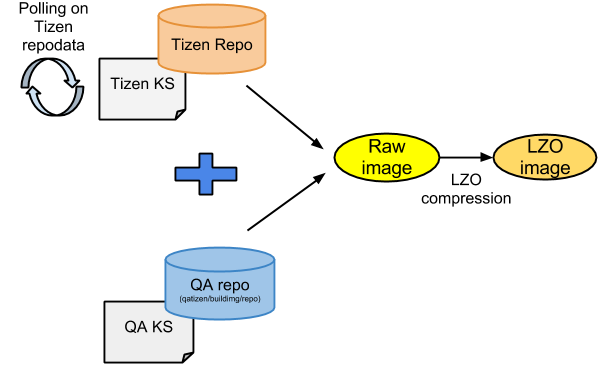 Polling on
Tizen
repodata
Tizen Repo
Tizen KS
Raw
image
LZO
image
LZO
compression
QA repo
(qatizen/buildimg/repo)
QA KS